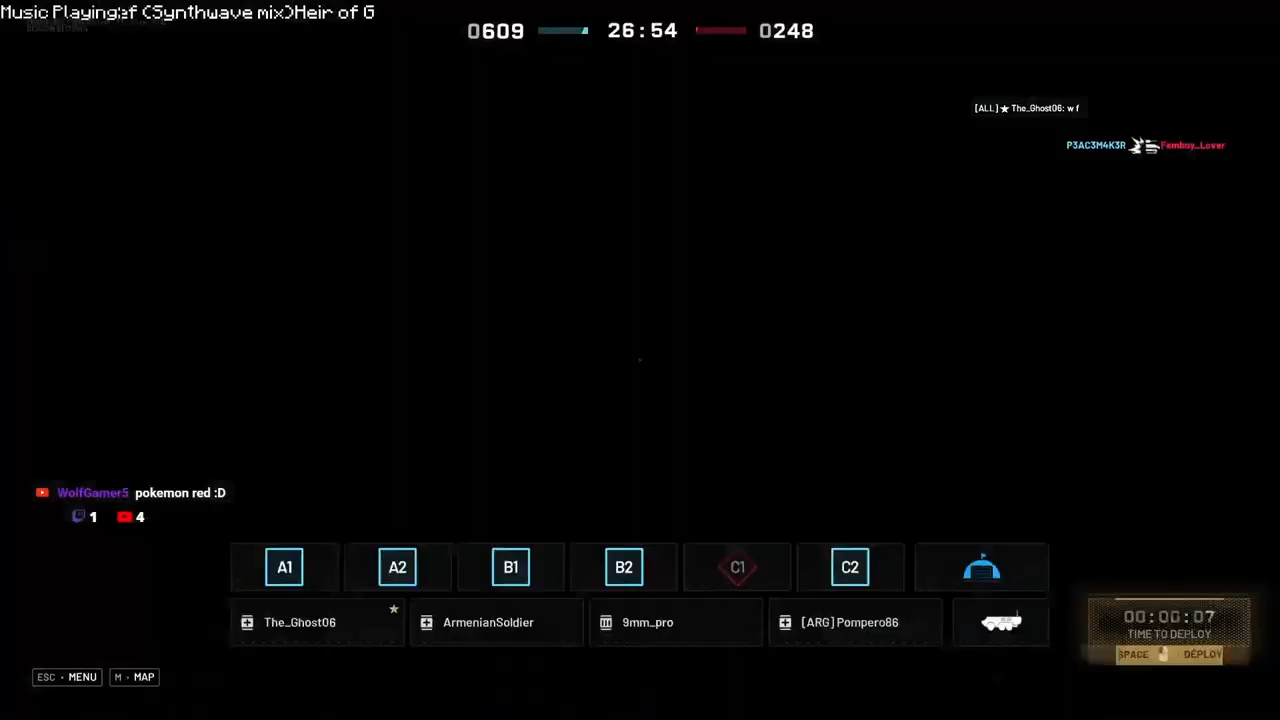 Music Playing:ef (Synthwave mix)Heir of G
0609 26:54 0248
[ALL] ★ The_Ghost06: w f
P3AC3M4K3R Femboy_Lover
WolfGamer5 pokemon red :D
1 4
A1 A2 B1 B2 C1 C2
The_Ghost06 ArmenianSoldier 9mm_pro [ARG] Pompero86
00:00:07
TIME TO DEPLOY
SPACE DEPLOY
ESC - MENU M - MAP